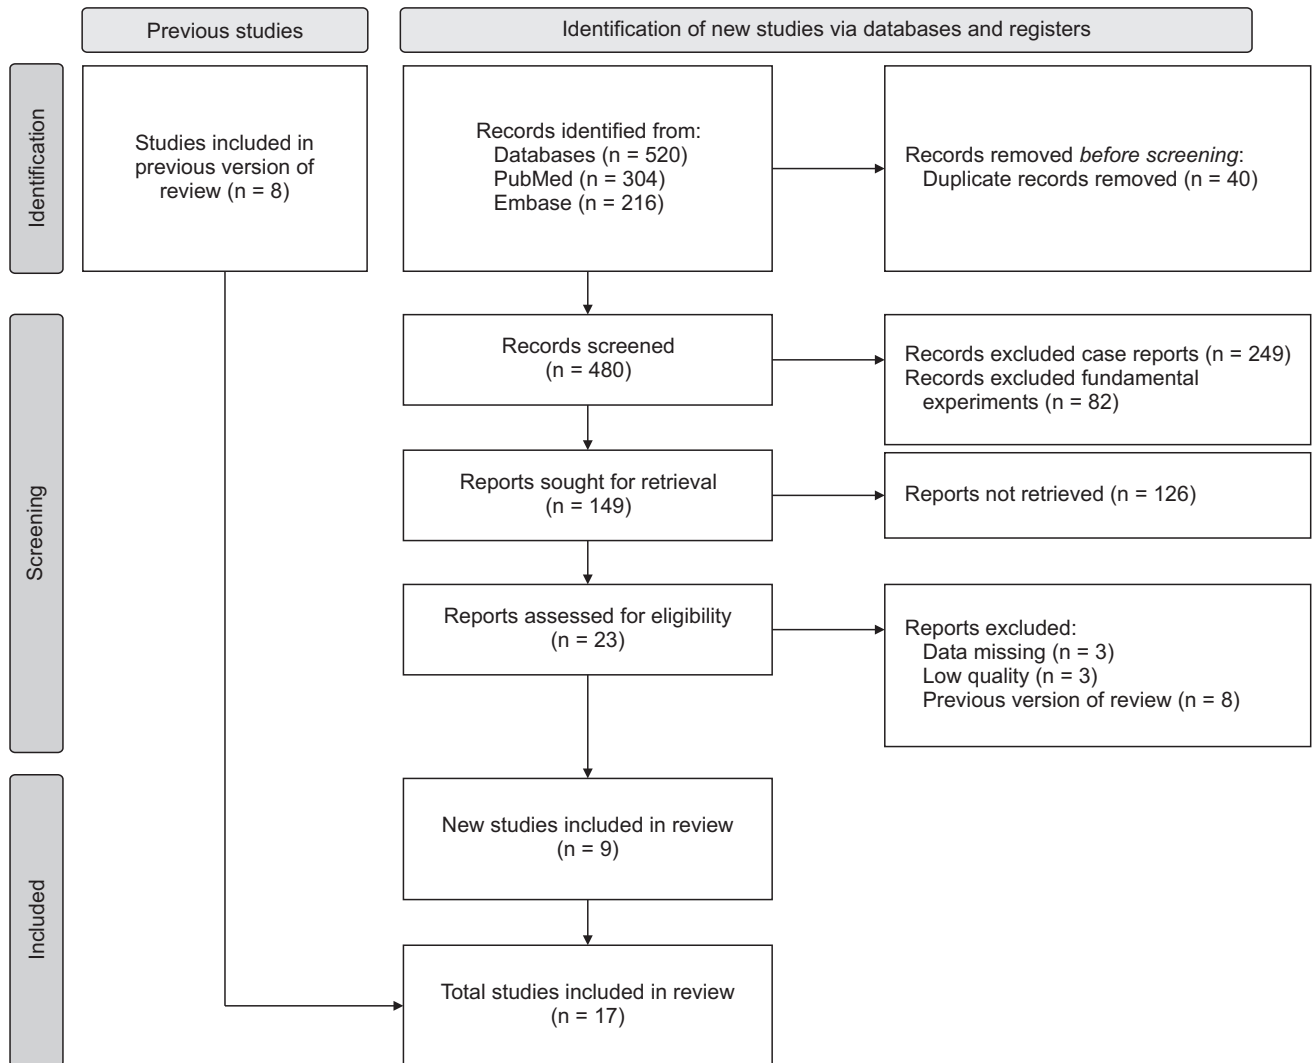 Previous studies
Identification of new studies via databases and registers
Identification
Studies included in
previous version of
review (n = 8)
Records identified from:
Databases (n = 520)
PubMed (n = 304)
Embase (n = 216)
Records removed before screening:
Duplicate records removed (n = 40)
Screening
Records screened
(n = 480)
Records excluded case reports (n = 249)
Records excluded fundamental
experiments (n = 82)
Reports sought for retrieval
(n = 149)
Reports not retrieved (n = 126)
Reports assessed for eligibility
(n = 23)
Reports excluded:
Data missing (n = 3)
Low quality (n = 3)
Previous version of review (n = 8)
Included
New studies included in review
(n = 9)
Total studies included in review
(n = 17)